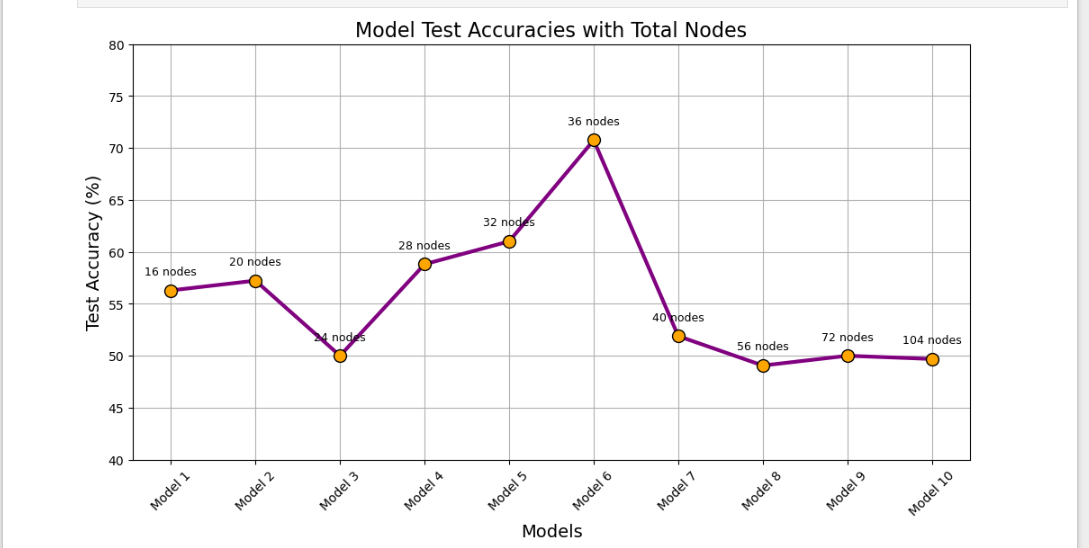 Model Test Accuracies with Total Nodes
80
75
70
65
60
55
50
45
40
Test Accuracy (%)
16 nodes
20 nodes
24 nodes
28 nodes
32 nodes
36 nodes
40 nodes
56 nodes
72 nodes
104 nodes
Model 1
Model 2
Model 3
Model 4
Model 5
Model 6
Model 7
Model 8
Model 9
Model 10
Models